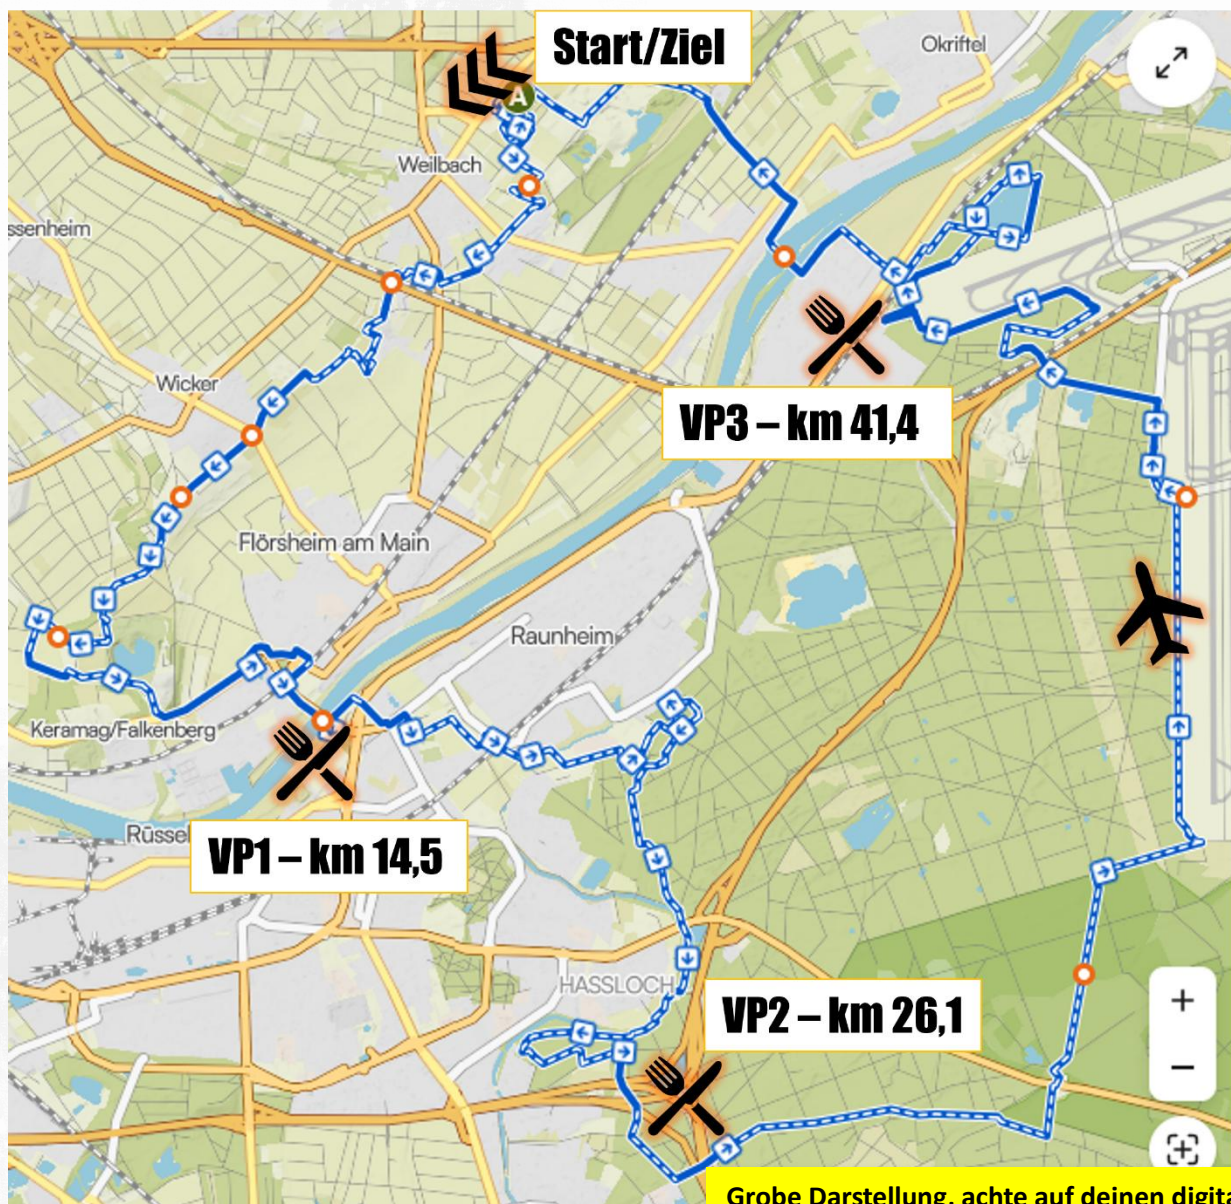 Start/Ziel
Okriftel
A
Weilbach
ssenheim
Wicker
VP3 – km 41,4
Flörsheim am Main
Raunheim
Keramag/Falkenberg
Rüssel
VP1 – km 14,5
HASSLOCH
VP2 – km 26,1
+
−
Grobe Darstellung, achte auf deinen digita